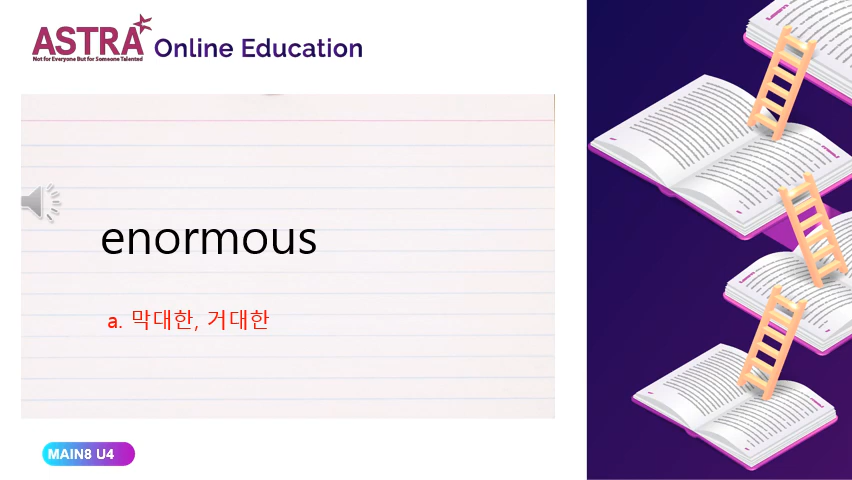 ASTRA Online Education
Not for Everyone But for Someone Talented
enormous
a. 막대한, 거대한
MAIN8 U4